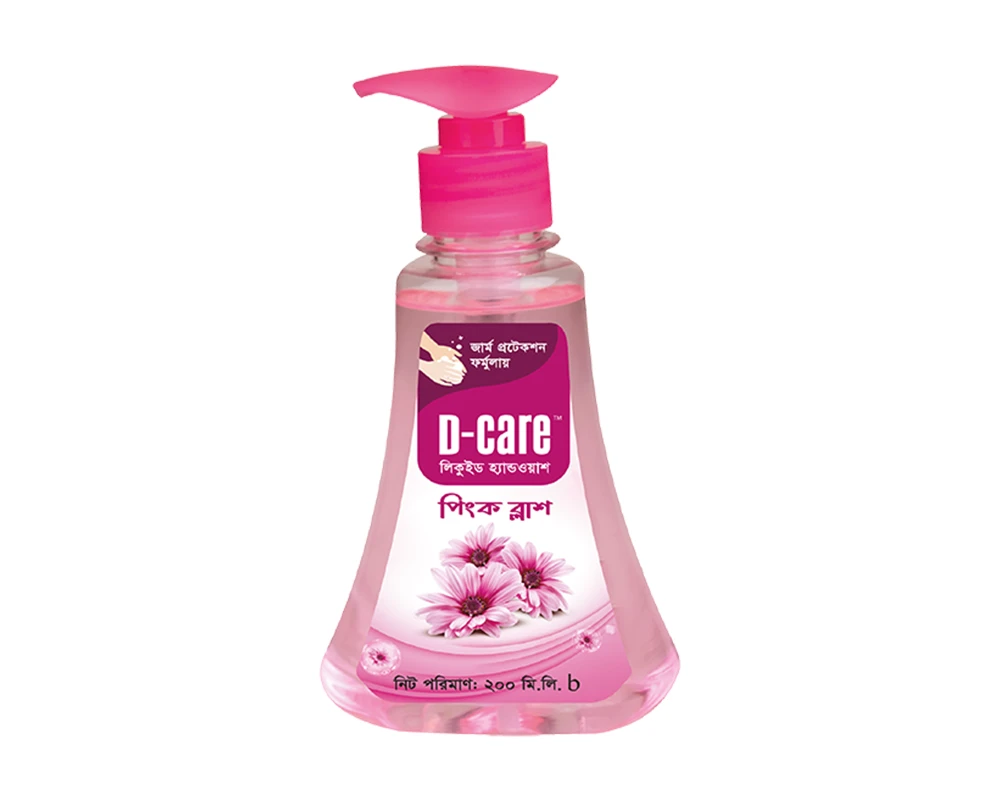 জার্ম প্রটেকশন
ফর্মুলায়
D-care™
লিকুইড হ্যান্ডওয়াশ
পিংক ব্লাশ
নিট পরিমাণ: ২০০ মি.লি. b